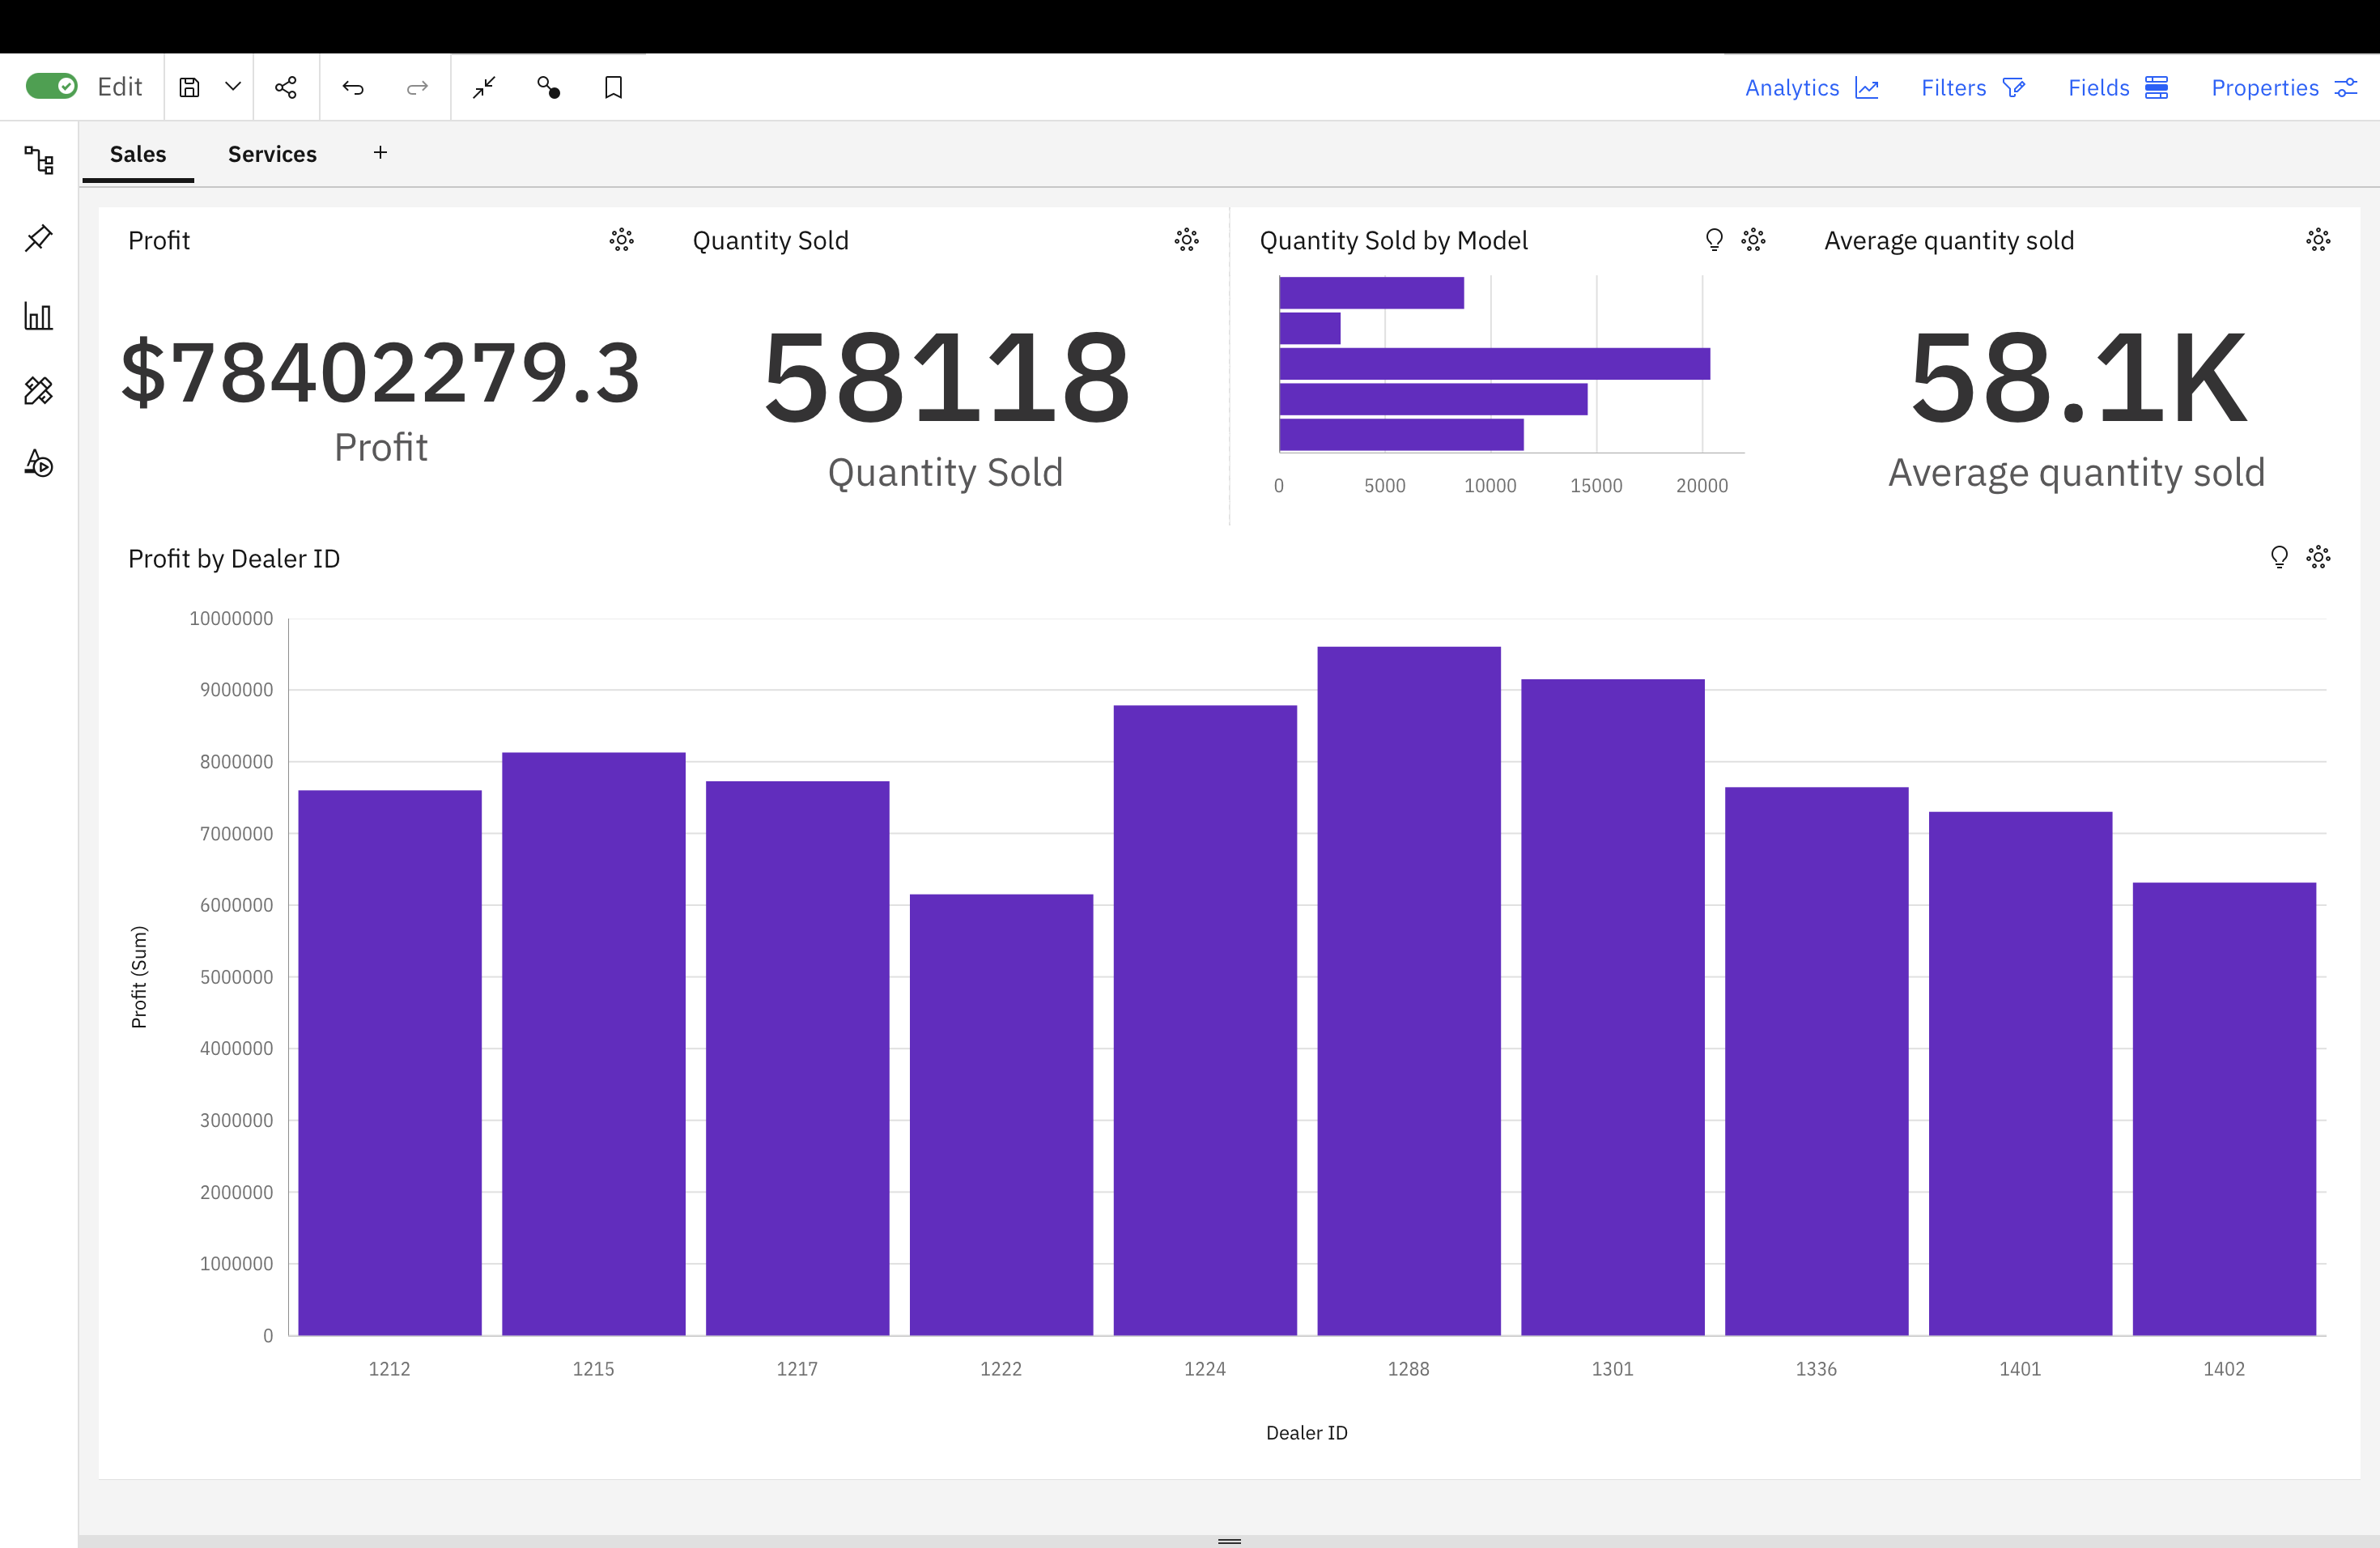 Edit
Analytics
Filters
Fields
Properties
Sales
Services
+
Profit
$78402279.3
Profit
Quantity Sold
58118
Quantity Sold
Quantity Sold by Model
0 5000 10000 15000 20000
Average quantity sold
58.1K
Average quantity sold
Profit by Dealer ID
Profit (Sum)
10000000
9000000
8000000
7000000
6000000
5000000
4000000
3000000
2000000
1000000
0
1212 1215 1217 1222 1224 1288 1301 1336 1401 1402
Dealer ID